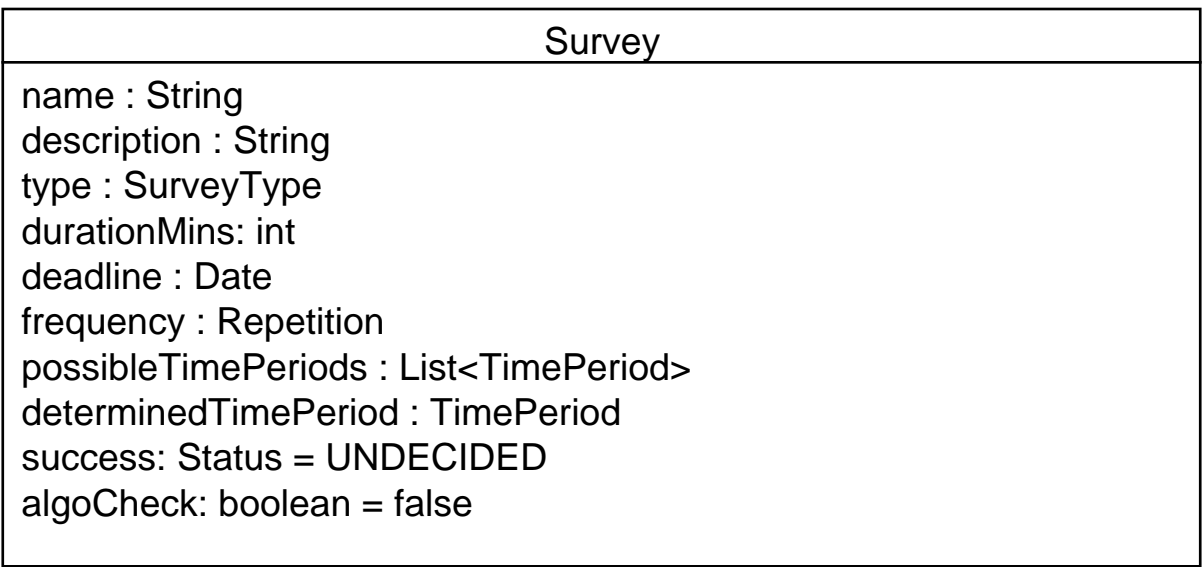 Survey
name : String
description : String
type : SurveyType
durationMins: int
deadline : Date
frequency : Repetition
possibleTimePeriods : List<TimePeriod>
determinedTimePeriod : TimePeriod
success: Status = UNDECIDED
algoCheck: boolean = false